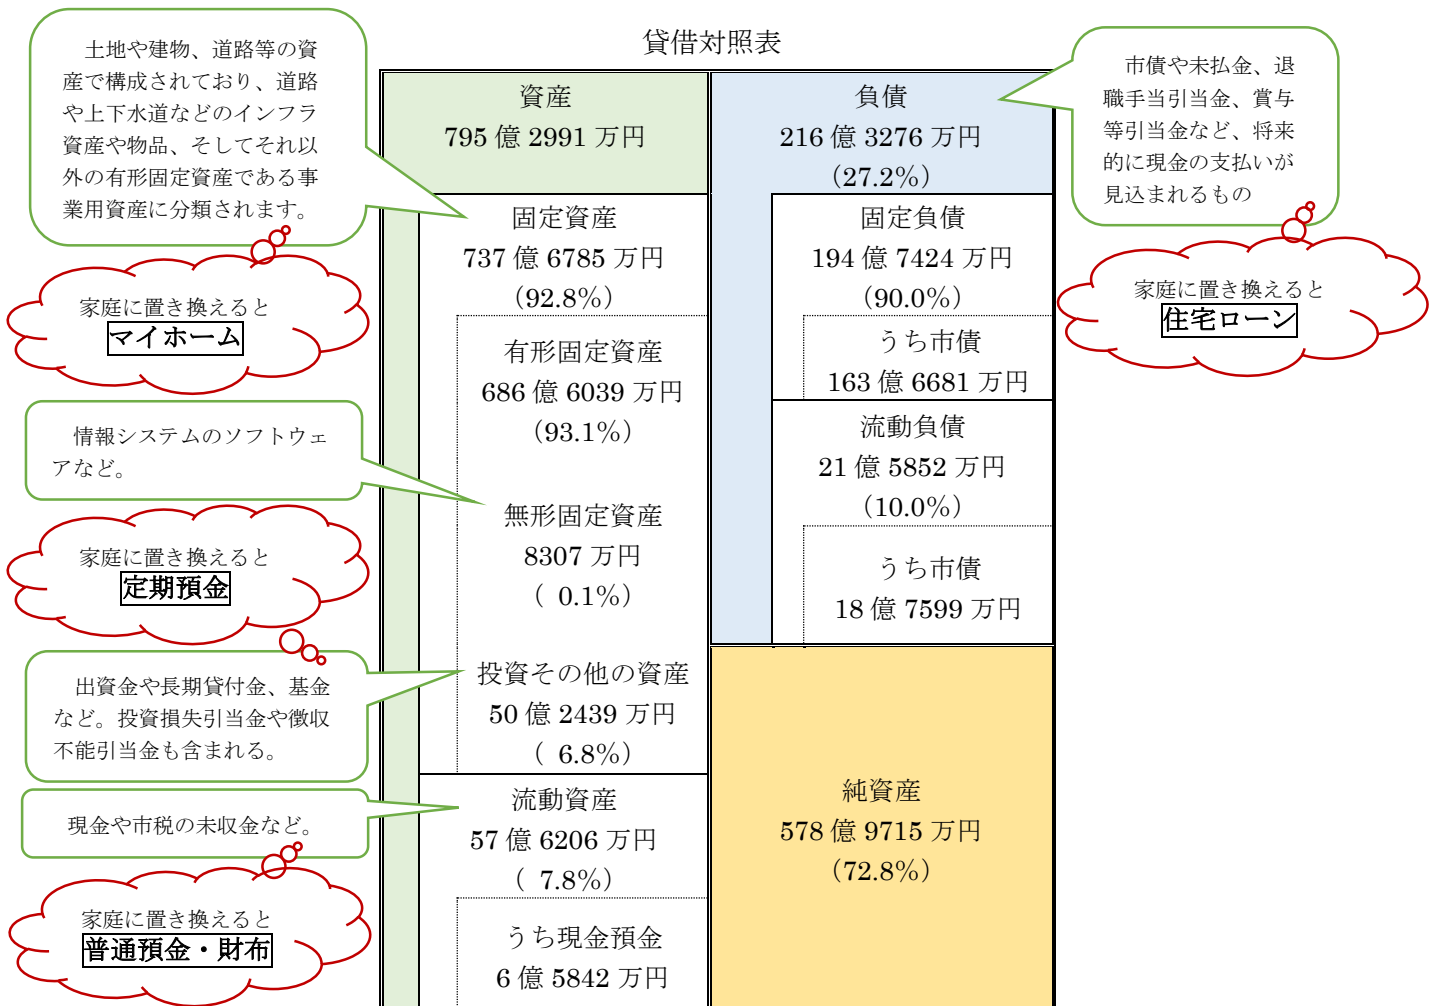 貸借対照表
土地や建物、道路等の資
産で構成されており、道路
や上下水道などのインフラ
資産や物品、そしてそれ以
外の有形固定資産である事
業用資産に分類されます。
家庭に置き換えると
マイホーム
情報システムのソフトウェ
アなど。
家庭に置き換えると
定期預金
出資金や長期貸付金、基金
など。投資損失引当金や徴収
不能引当金も含まれる。
現金や市税の未収金など。
家庭に置き換えると
普通預金・財布
資産
795 億 2991 万円
固定資産
737 億 6785 万円
（92.8%）
有形固定資産
686 億 6039 万円
（93.1%）
無形固定資産
8307 万円
（ 0.1%）
投資その他の資産
50 億 2439 万円
（ 6.8%）
流動資産
57 億 6206 万円
（ 7.8%）
うち現金預金
6 億 5842 万円
負債
216 億 3276 万円
（27.2%）
固定負債
194 億 7424 万円
（90.0%）
うち市債
163 億 6681 万円
流動負債
21 億 5852 万円
（10.0%）
うち市債
18 億 7599 万円
純資産
578 億 9715 万円
（72.8%）
市債や未払金、退
職手当引当金、賞与
等引当金など、将来
的に現金の支払いが
見込まれるもの
家庭に置き換えると
住宅ローン